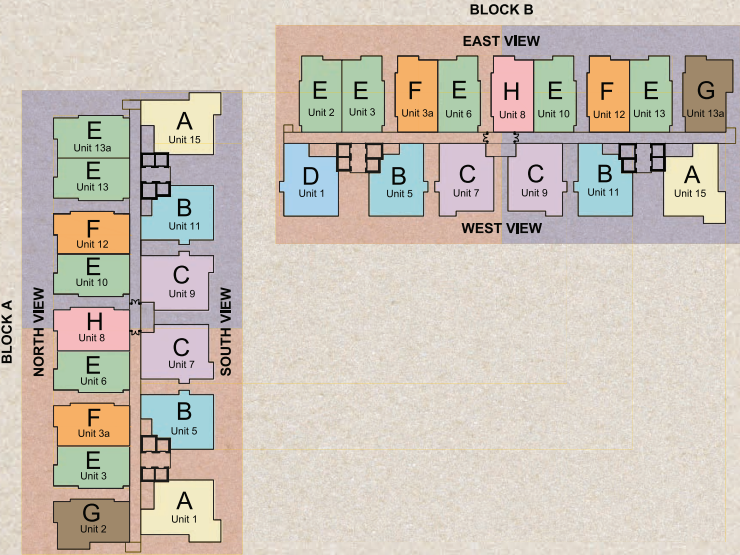 BLOCK B
EAST VIEW
E
Unit 2
E
Unit 3
F
Unit 3a
E
Unit 6
H
Unit 8
E
Unit 10
F
Unit 12
E
Unit 13
G
Unit 13a
D
Unit 1
B
Unit 5
C
Unit 7
C
Unit 9
B
Unit 11
A
Unit 15
WEST VIEW
BLOCK A
NORTH VIEW
E
Unit 13a
E
Unit 13
F
Unit 12
E
Unit 10
H
Unit 8
E
Unit 6
F
Unit 3a
E
Unit 3
G
Unit 2
A
Unit 15
B
Unit 11
C
Unit 9
C
Unit 7
B
Unit 5
A
Unit 1
SOUTH VIEW